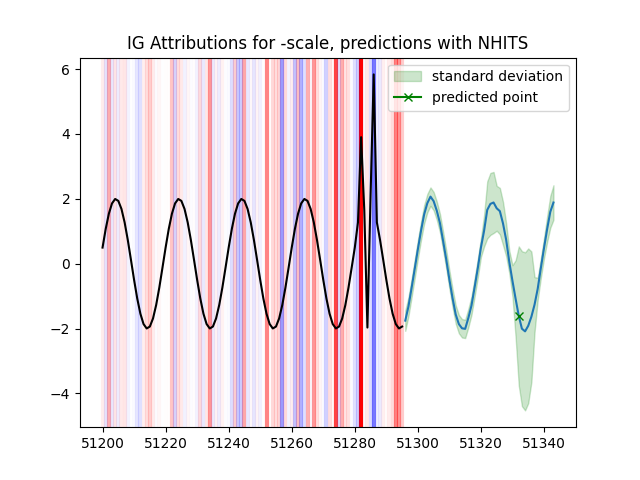 IG Attributions for -scale, predictions with NHITS
standard deviation
predicted point
6
4
2
0
−2
−4
51200 51220 51240 51260 51280 51300 51320 51340